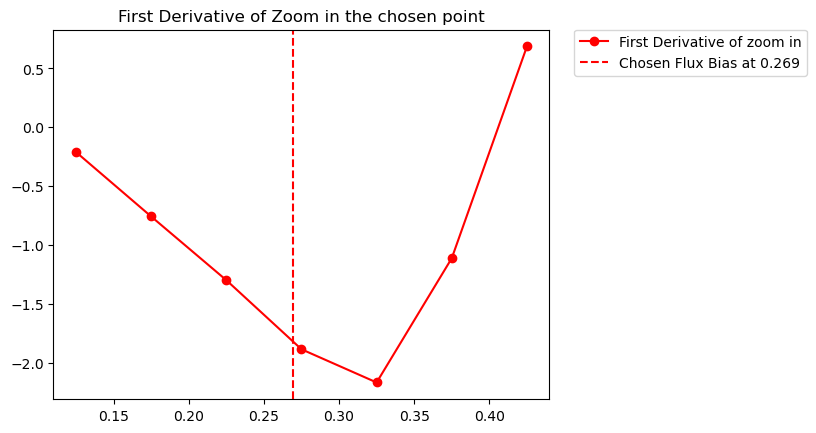 First Derivative of Zoom in the chosen point
First Derivative of zoom in
Chosen Flux Bias at 0.269
0.5
0.0
−0.5
−1.0
−1.5
−2.0
0.15 0.20 0.25 0.30 0.35 0.40